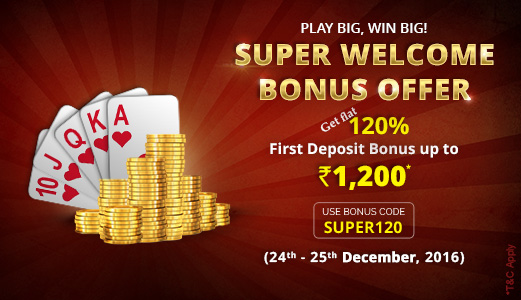 PLAY BIG, WIN BIG!
SUPER WELCOME
BONUS OFFER
Get flat 120%
First Deposit Bonus up to
₹1,200*
USE BONUS CODE
SUPER120
(24th - 25th December, 2016)
*T&C Apply
10 J Q K A